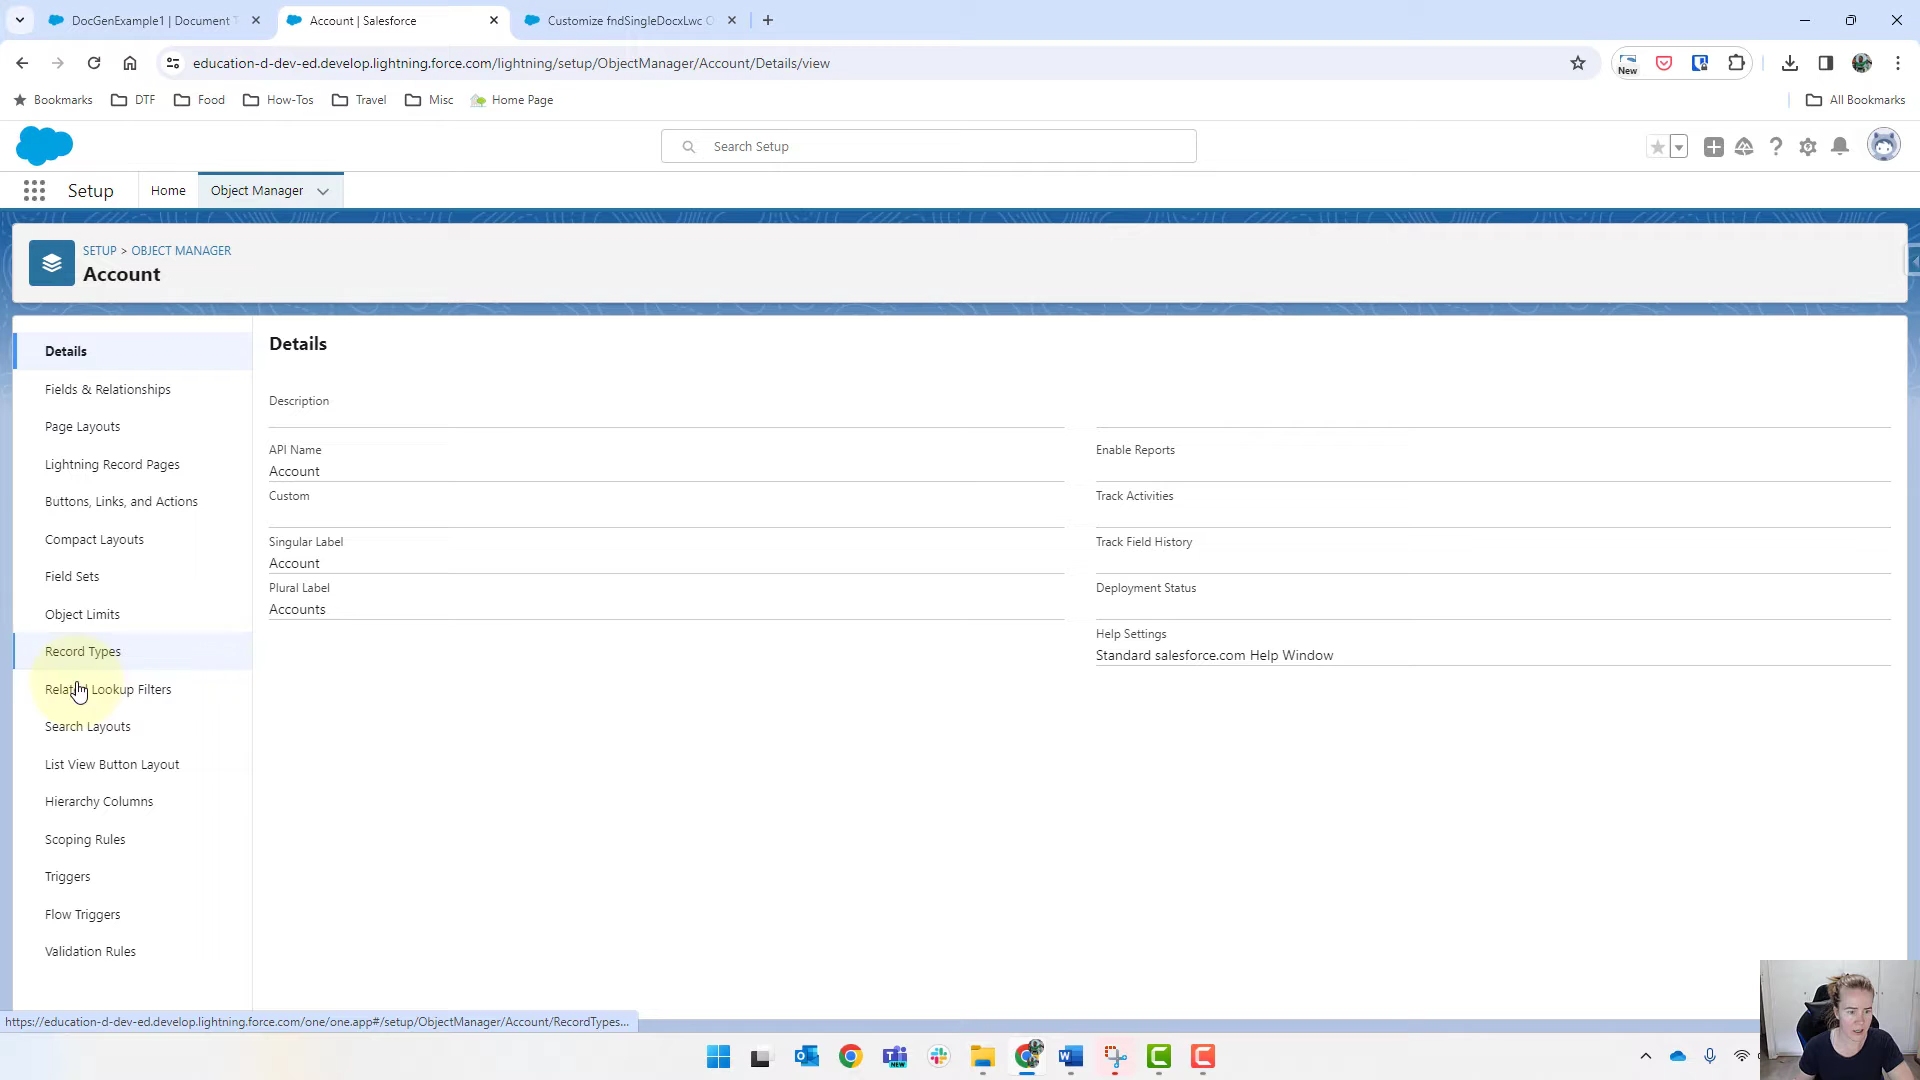 DocGenExample1 | Document T
Account | Salesforce
Customize fndSingleDocxLwc O
education-d-dev-ed.develop.lightning.force.com/lightning/setup/ObjectManager/Account/Details/view
New
Bookmarks
DTF
Food
How-Tos
Travel
Misc
Home Page
All Bookmarks
Search Setup
Setup
Home
Object Manager
SETUP > OBJECT MANAGER
Account
Details
Fields & Relationships
Page Layouts
Lightning Record Pages
Buttons, Links, and Actions
Compact Layouts
Field Sets
Object Limits
Record Types
Related Lookup Filters
Search Layouts
List View Button Layout
Hierarchy Columns
Scoping Rules
Triggers
Flow Triggers
Validation Rules
Details
Description
API Name
Account
Custom
Singular Label
Account
Plural Label
Accounts
Enable Reports
Track Activities
Track Field History
Deployment Status
Help Settings
Standard salesforce.com Help Window
https://education-d-dev-ed.develop.lightning.force.com/one/one.app#/setup/ObjectManager/Account/RecordTypes...
NEW